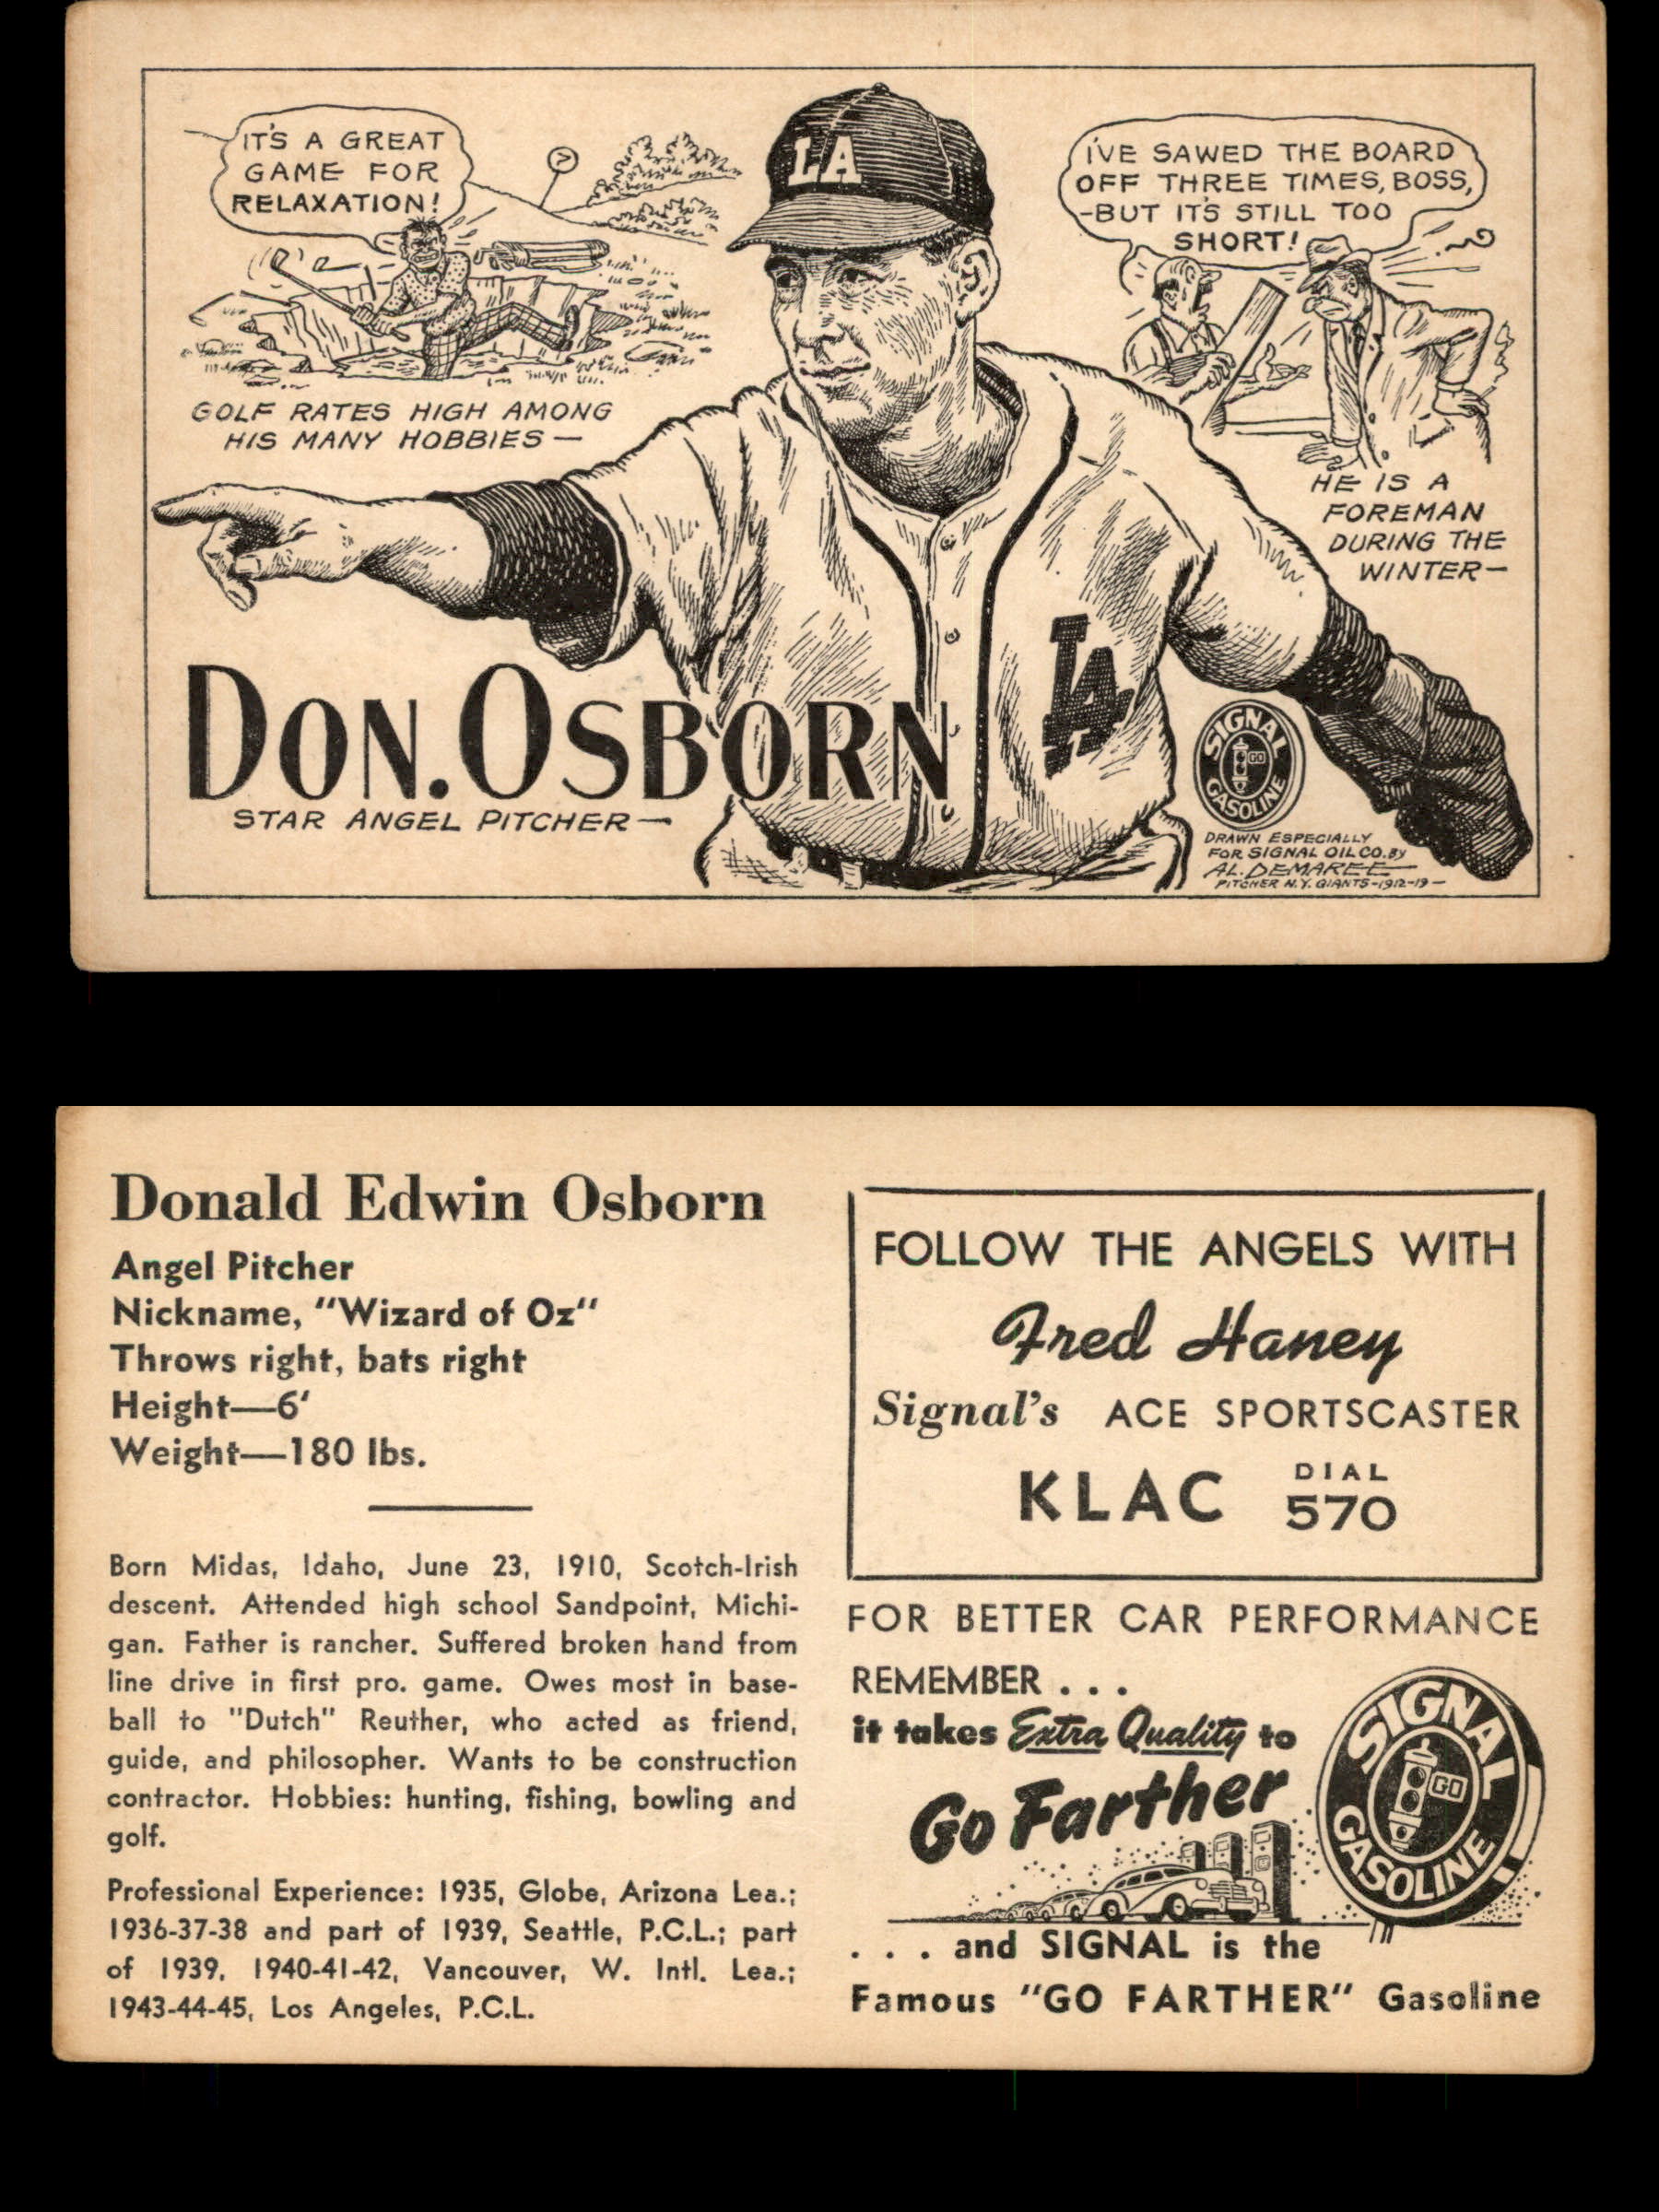 IT'S A GREAT
GAME FOR
RELAXATION!
?
GOLF RATES HIGH AMONG
HIS MANY HOBBIES —
LA
I'VE SAWED THE BOARD
OFF THREE TIMES, BOSS,
-BUT IT'S STILL TOO
SHORT!
HE IS A
FOREMAN
DURING THE
WINTER—
LA
DON. OSBORN
STAR ANGEL PITCHER—
SIGNAL
GO
GASOLINE
DRAWN ESPECIALLY
FOR SIGNAL OIL CO. BY
AL. DEMAREE—
PITCHER N.Y. GIANTS-1912-19—
Donald Edwin Osborn
Angel Pitcher
Nickname, "Wizard of Oz"
Throws right, bats right
Height—6'
Weight—180 lbs.
Born Midas, Idaho, June 23, 1910, Scotch-Irish
descent. Attended high school Sandpoint, Michi-
gan. Father is rancher. Suffered broken hand from
line drive in first pro. game. Owes most in base-
ball to "Dutch" Reuther, who acted as friend,
guide, and philosopher. Wants to be construction
contractor. Hobbies: hunting, fishing, bowling and
golf.
Professional Experience: 1935, Globe, Arizona Lea.;
1936-37-38 and part of 1939, Seattle, P.C.L.; part
of 1939, 1940-41-42, Vancouver, W. Intl. Lea.;
1943-44-45, Los Angeles, P.C.L.
FOLLOW THE ANGELS WITH
Fred Haney
Signal's ACE SPORTSCASTER
KLAC DIAL
570
FOR BETTER CAR PERFORMANCE
REMEMBER . . .
it takes Extra Quality to
Go Farther
SIGNAL
GO
GASOLINE
. . . and SIGNAL is the
Famous "GO FARTHER" Gasoline